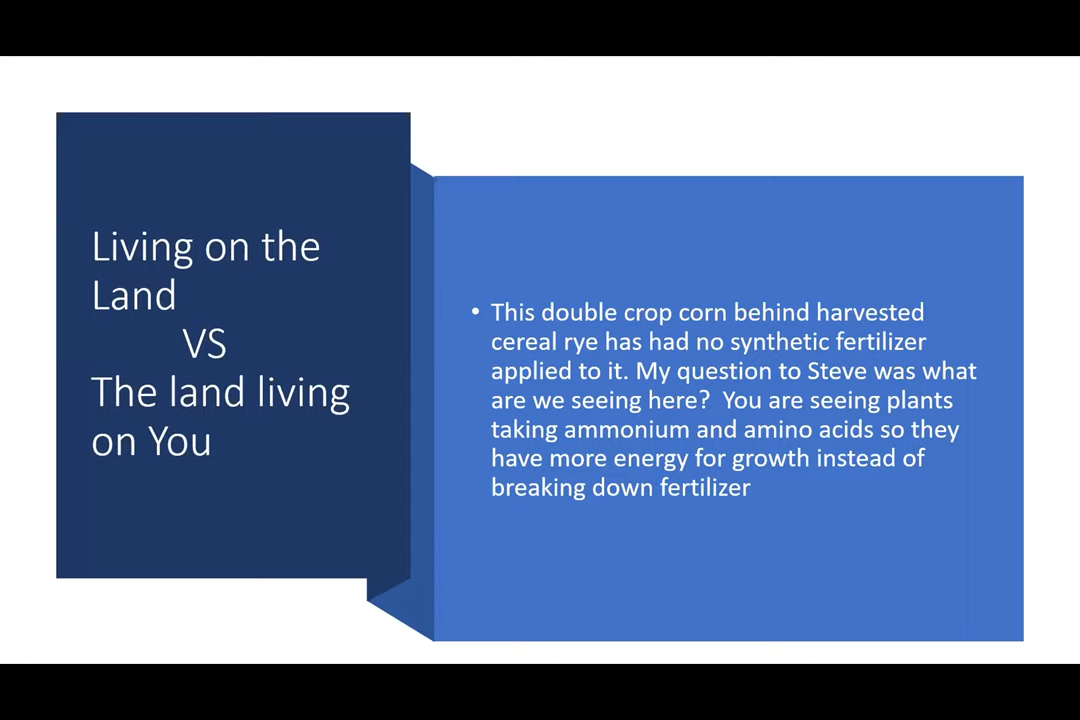 Living on the
Land
VS
The land living
on You
• This double crop corn behind harvested
cereal rye has had no synthetic fertilizer
applied to it. My question to Steve was what
are we seeing here?  You are seeing plants
taking ammonium and amino acids so they
have more energy for growth instead of
breaking down fertilizer